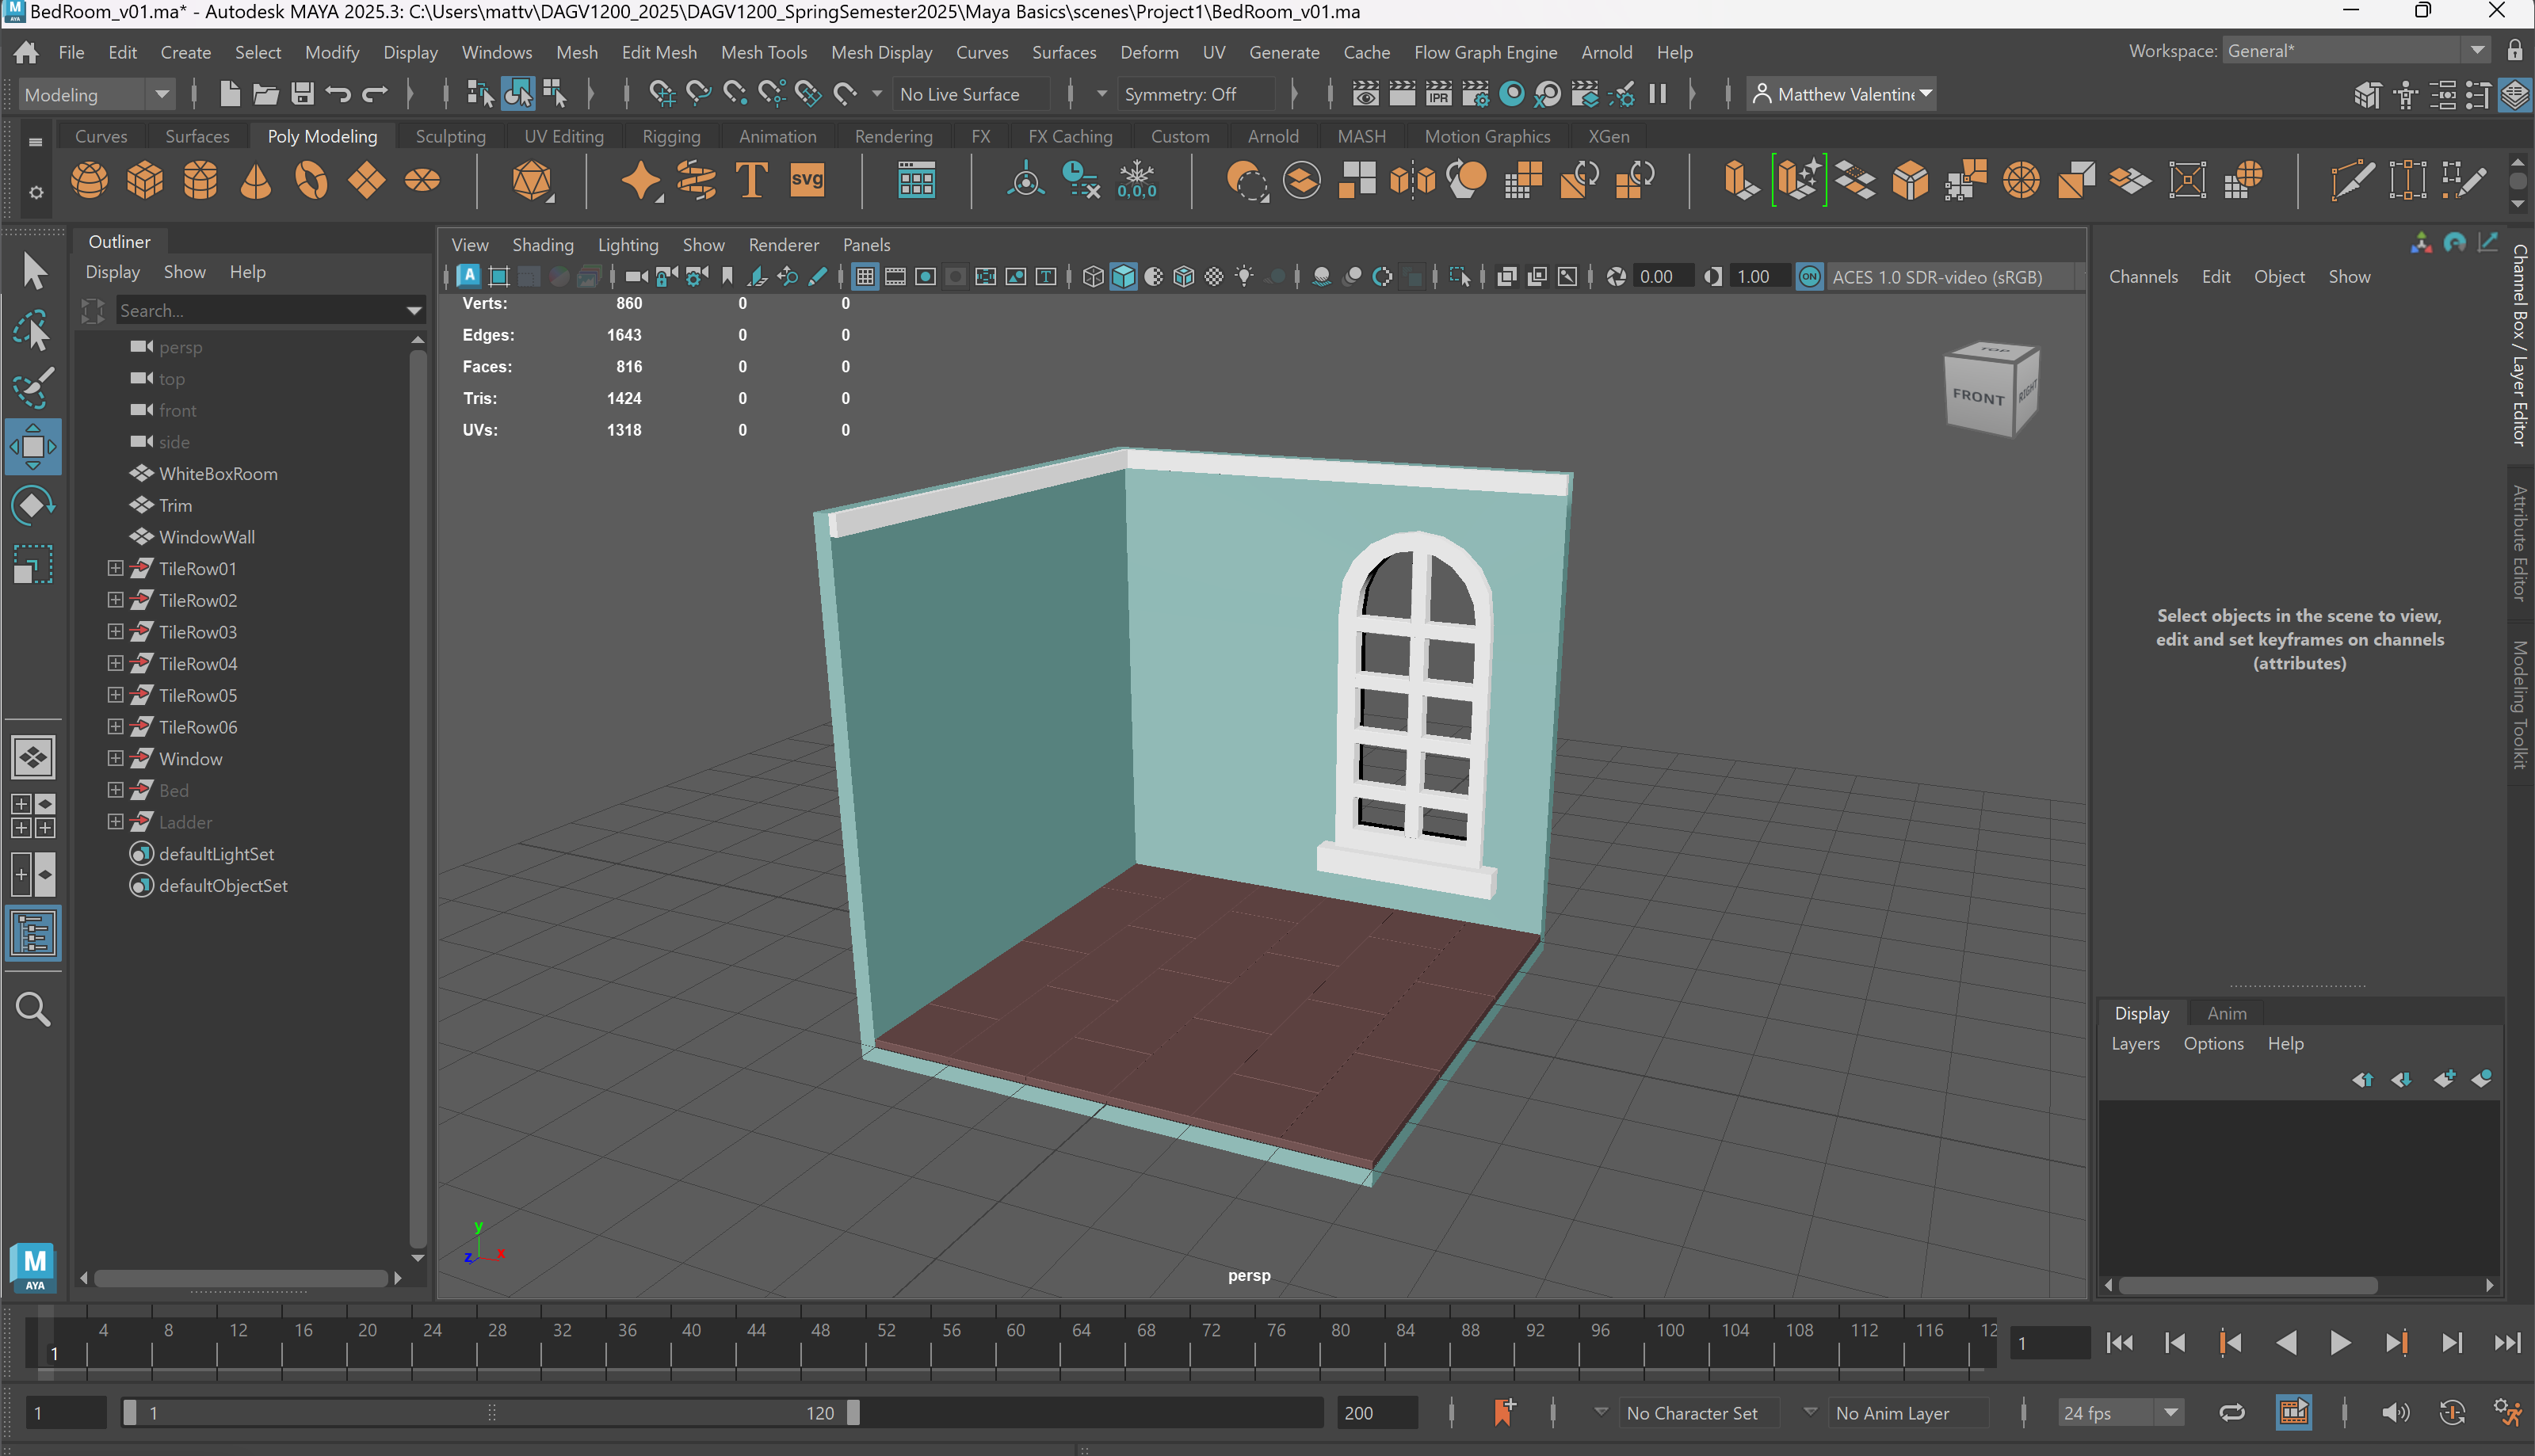 BedRoom_v01.ma* - Autodesk MAYA 2025.3: C:\Users\mattv\DAGV1200_2025\DAGV1200_SpringSemester2025\Maya Basics\scenes\Project1\BedRoom_v01.ma
File Edit Create Select Modify Display Windows Mesh Edit Mesh Mesh Tools Mesh Display Curves Surfaces Deform UV Generate Cache Flow Graph Engine Arnold Help Workspace: General*
Modeling No Live Surface Symmetry: Off IPR Matthew Valentine
Curves Surfaces Poly Modeling Sculpting UV Editing Rigging Animation Rendering FX FX Caching Custom Arnold MASH Motion Graphics XGen
T svg 0,0,0
Outliner
Display Show Help
Search...
persp
top
front
side
WhiteBoxRoom
Trim
WindowWall
TileRow01
TileRow02
TileRow03
TileRow04
TileRow05
TileRow06
Window
Bed
Ladder
defaultLightSet
defaultObjectSet
M
AYA
View Shading Lighting Show Renderer Panels
A T 0.00 1.00 ON ACES 1.0 SDR-video (sRGB)
Verts: 860 0 0
Edges: 1643 0 0
Faces: 816 0 0
Tris: 1424 0 0
UVs: 1318 0 0
TOP
FRONT
RIGHT
y
z x
persp
Channels Edit Object Show
Select objects in the scene to view,
edit and set keyframes on channels
(attributes)
Channel Box / Layer Editor
Attribute Editor
Modeling Toolkit
Display Anim
Layers Options Help
4 8 12 16 20 24 28 32 36 40 44 48 52 56 60 64 68 72 76 80 84 88 92 96 100 104 108 112 116 12
1 1
1 1 120 200 No Character Set No Anim Layer 24 fps